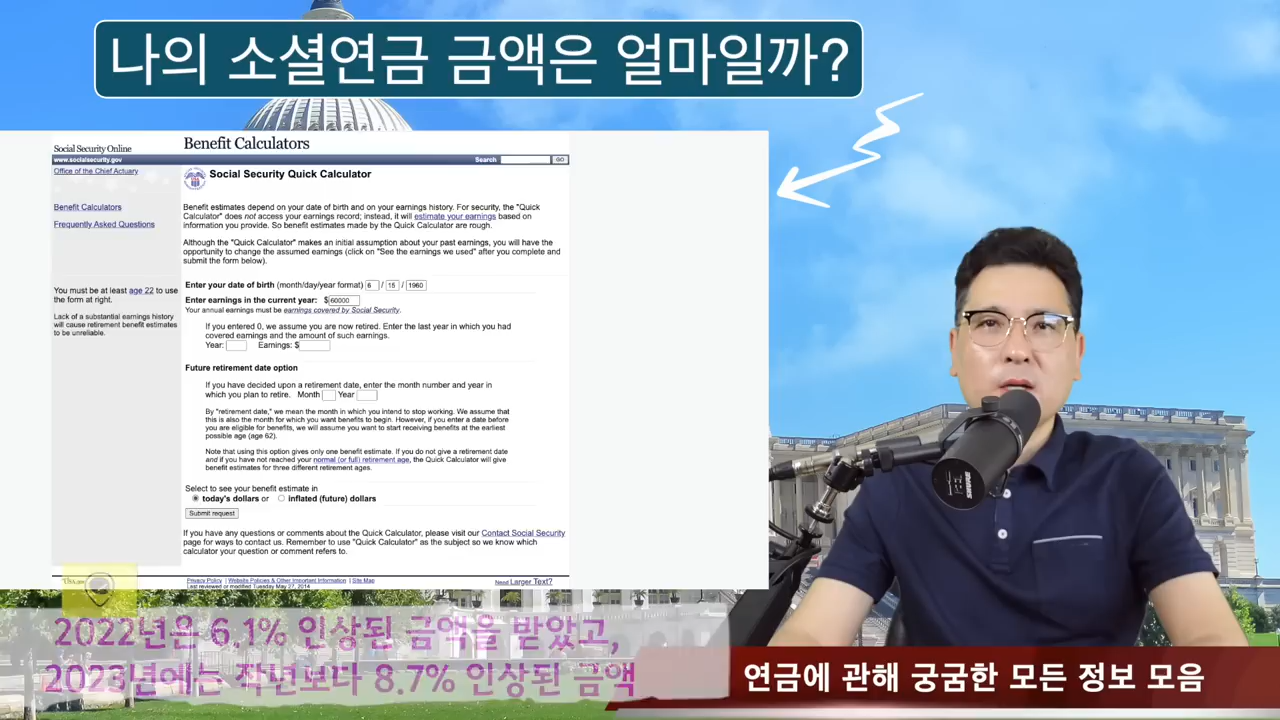 나의 소셜연금 금액은 얼마일까?
Social Security Online
Benefit Calculators
www.socialsecurity.gov
Search
GO
Office of the Chief Actuary
Social Security Quick Calculator
Benefit Calculators
Frequently Asked Questions
Benefit estimates depend on your date of birth and on your earnings history. For security, the "Quick
Calculator" does not access your earnings record; instead, it will estimate your earnings based on
information you provide. So benefit estimates made by the Quick Calculator are rough.
Although the "Quick Calculator" makes an initial assumption about your past earnings, you will have the
opportunity to change the assumed earnings (click on "See the earnings we used" after you complete and
submit the form below).
You must be at least age 22 to use
the form at right.
Lack of a substantial earnings history
will cause retirement benefit estimates
to be unreliable.
Enter your date of birth (month/day/year format) 6 / 15 / 1960
Enter earnings in the current year: $ 60000
Your annual earnings must be earnings covered by Social Security.
If you entered 0, we assume you are now retired. Enter the last year in which you had
covered earnings and the amount of such earnings.
Year: Earnings: $
Future retirement date option
If you have decided upon a retirement date, enter the month number and year in
which you plan to retire. Month Year
By "retirement date," we mean the month in which you intend to stop working. We assume that
this is also the month for which you want benefits to begin. However, if you enter a date before
you are eligible for benefits, we will assume you want to start receiving benefits at the earliest
possible age (age 62).
Note that using this option gives only one benefit estimate. If you do not give a retirement date
and if you have not reached your normal (or full) retirement age, the Quick Calculator will give
benefit estimates for three different retirement ages.
Select to see your benefit estimate in
today's dollars or inflated (future) dollars
Submit request
If you have any questions or comments about the Quick Calculator, please visit our Contact Social Security
page for ways to contact us. Remember to use "Quick Calculator" as the subject so we know which
calculator your question or comment refers to.
Privacy Policy | Website Policies & Other Important Information | Site Map
Last reviewed or modified Tuesday May 27, 2014
Need Larger Text?
2022년은 6.1% 인상된 금액을 받았고,
2023년에는 작년보다 8.7% 인상된 금액
연금에 관해 궁굼한 모든 정보 모음
SHURE